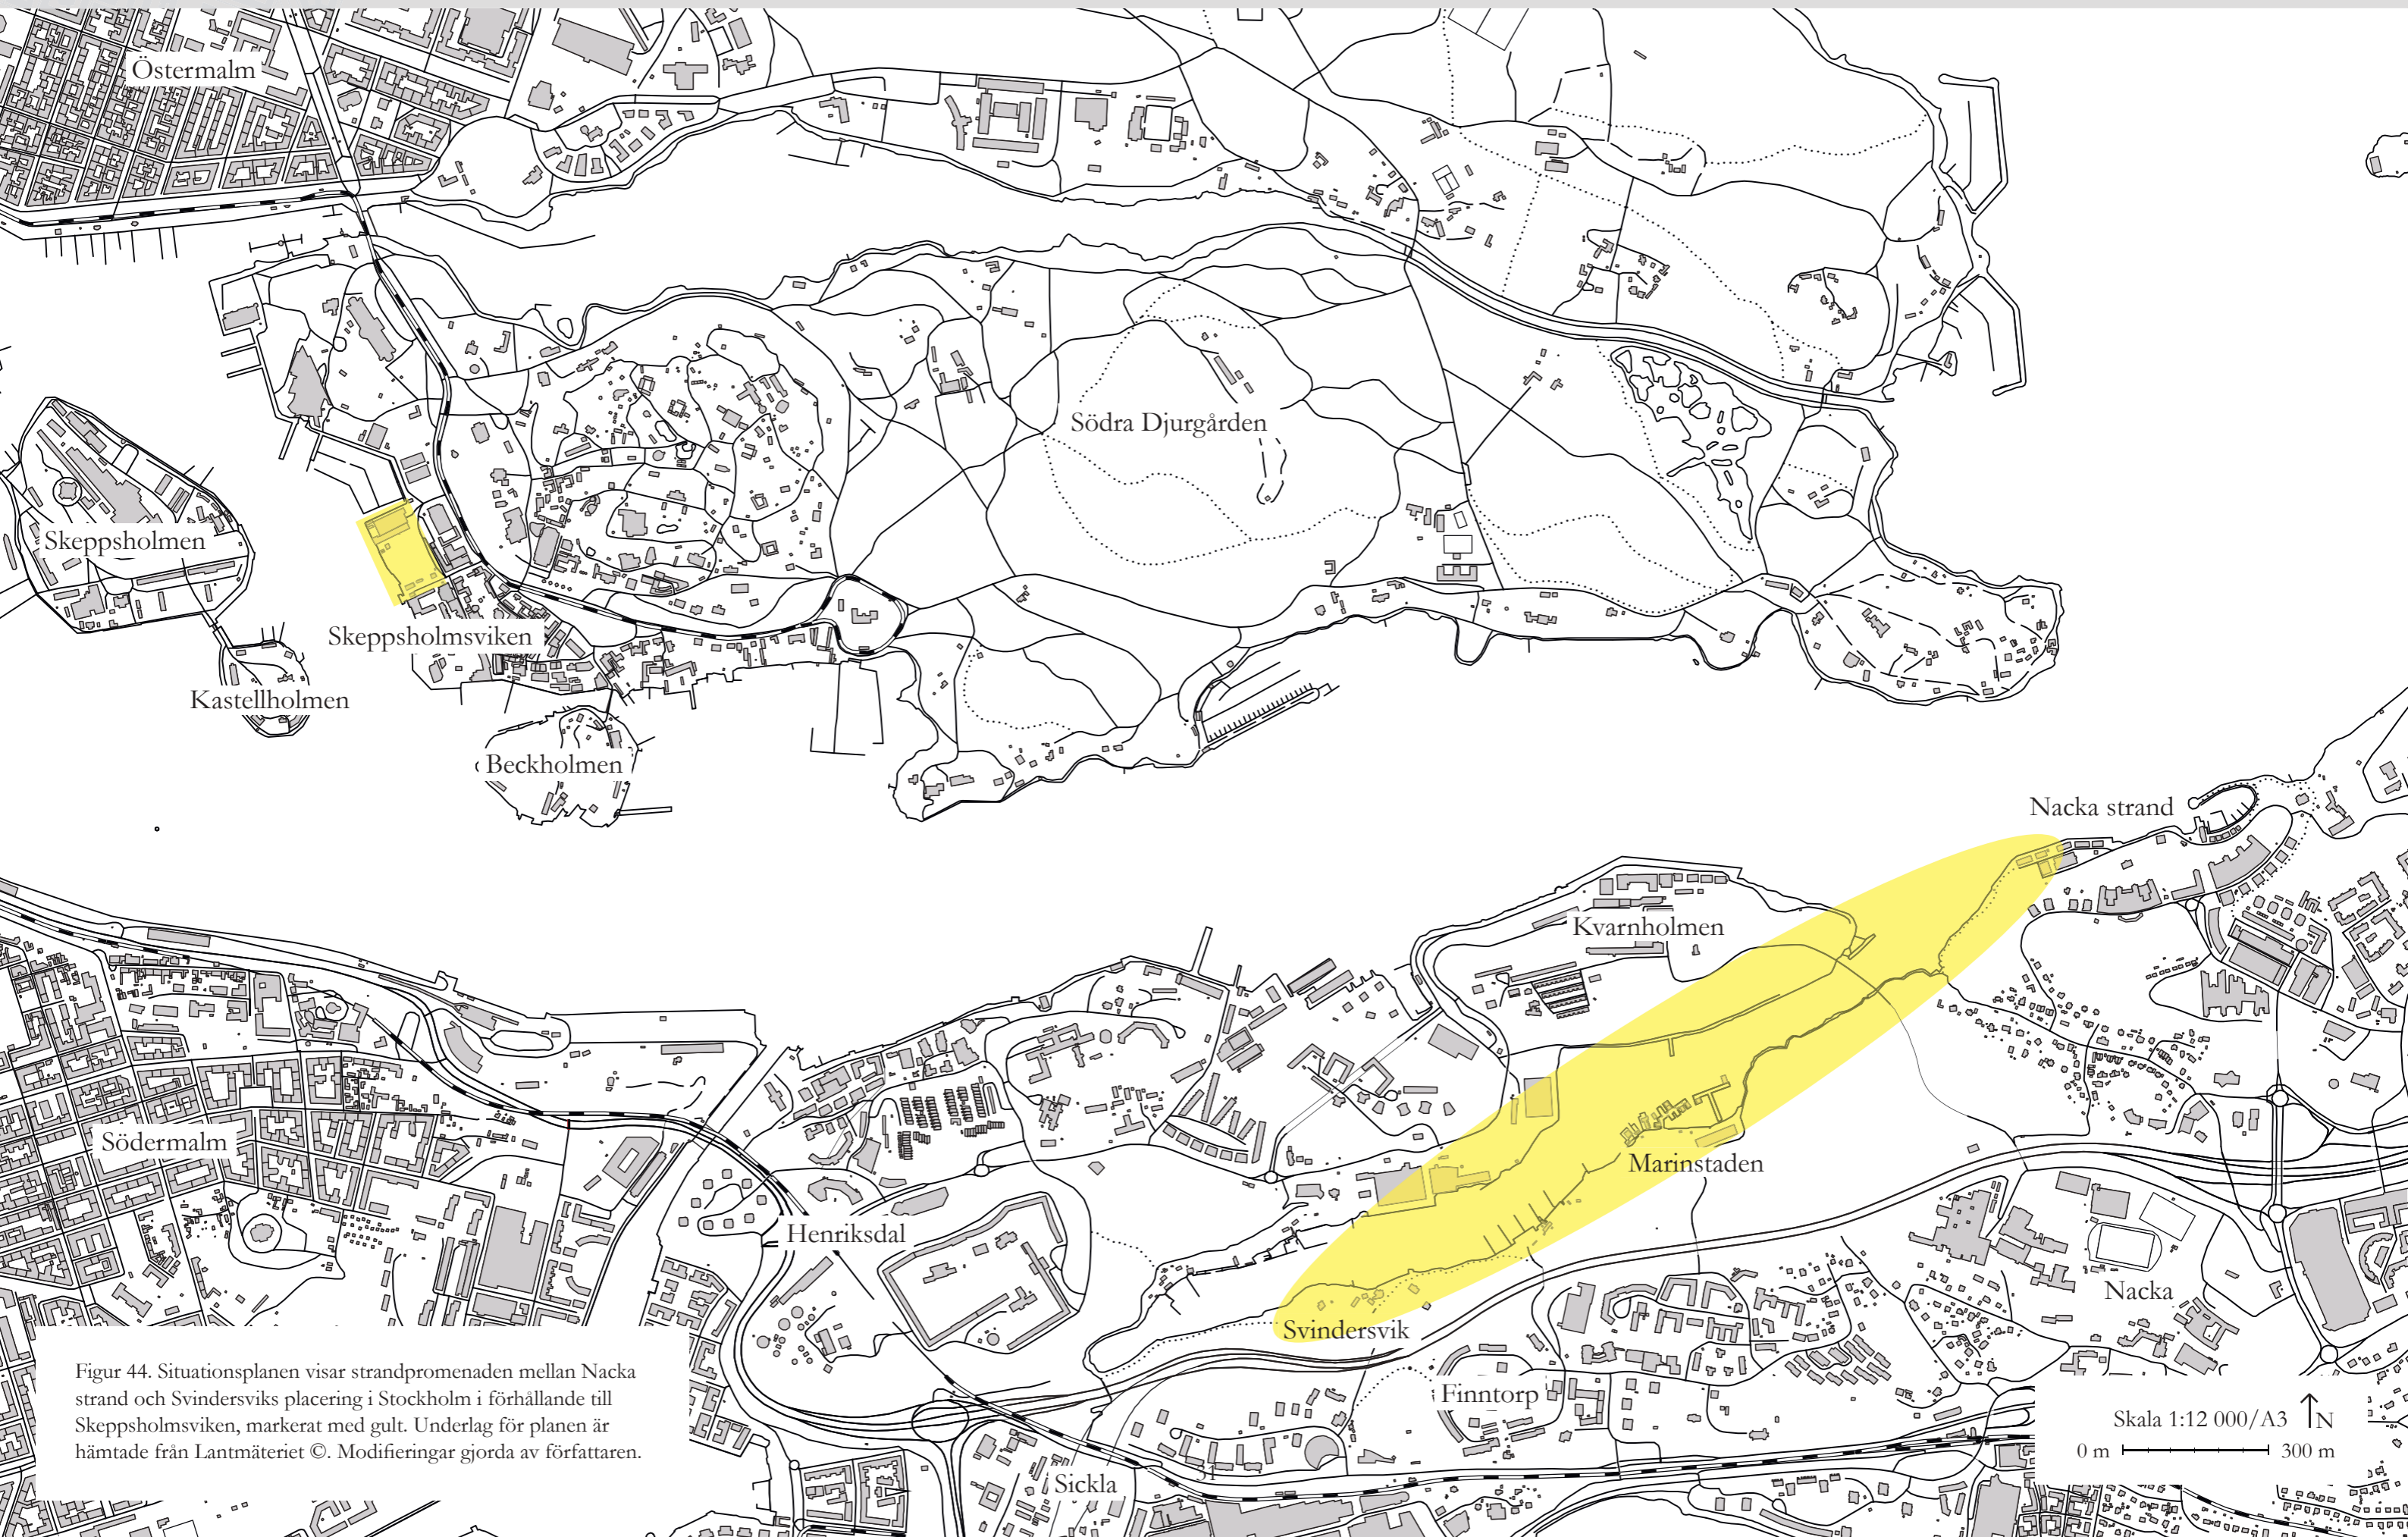 Östermalm
Södra Djurgården
Skeppsholmen
Skeppsholmsviken
Kastellholmen
Beckholmen
Nacka strand
Kvarnholmen
Södermalm
Marinstaden
Henriksdal
Nacka
Svindersvik
Finntorp
Sickla
31
Figur 44. Situationsplanen visar strandpromenaden mellan Nacka
strand och Svindersviks placering i Stockholm i förhållande till
Skeppsholmsviken, markerat med gult. Underlag för planen är
hämtade från Lantmäteriet ©. Modifieringar gjorda av författaren.
Skala 1:12 000/A3 N
0 m 300 m